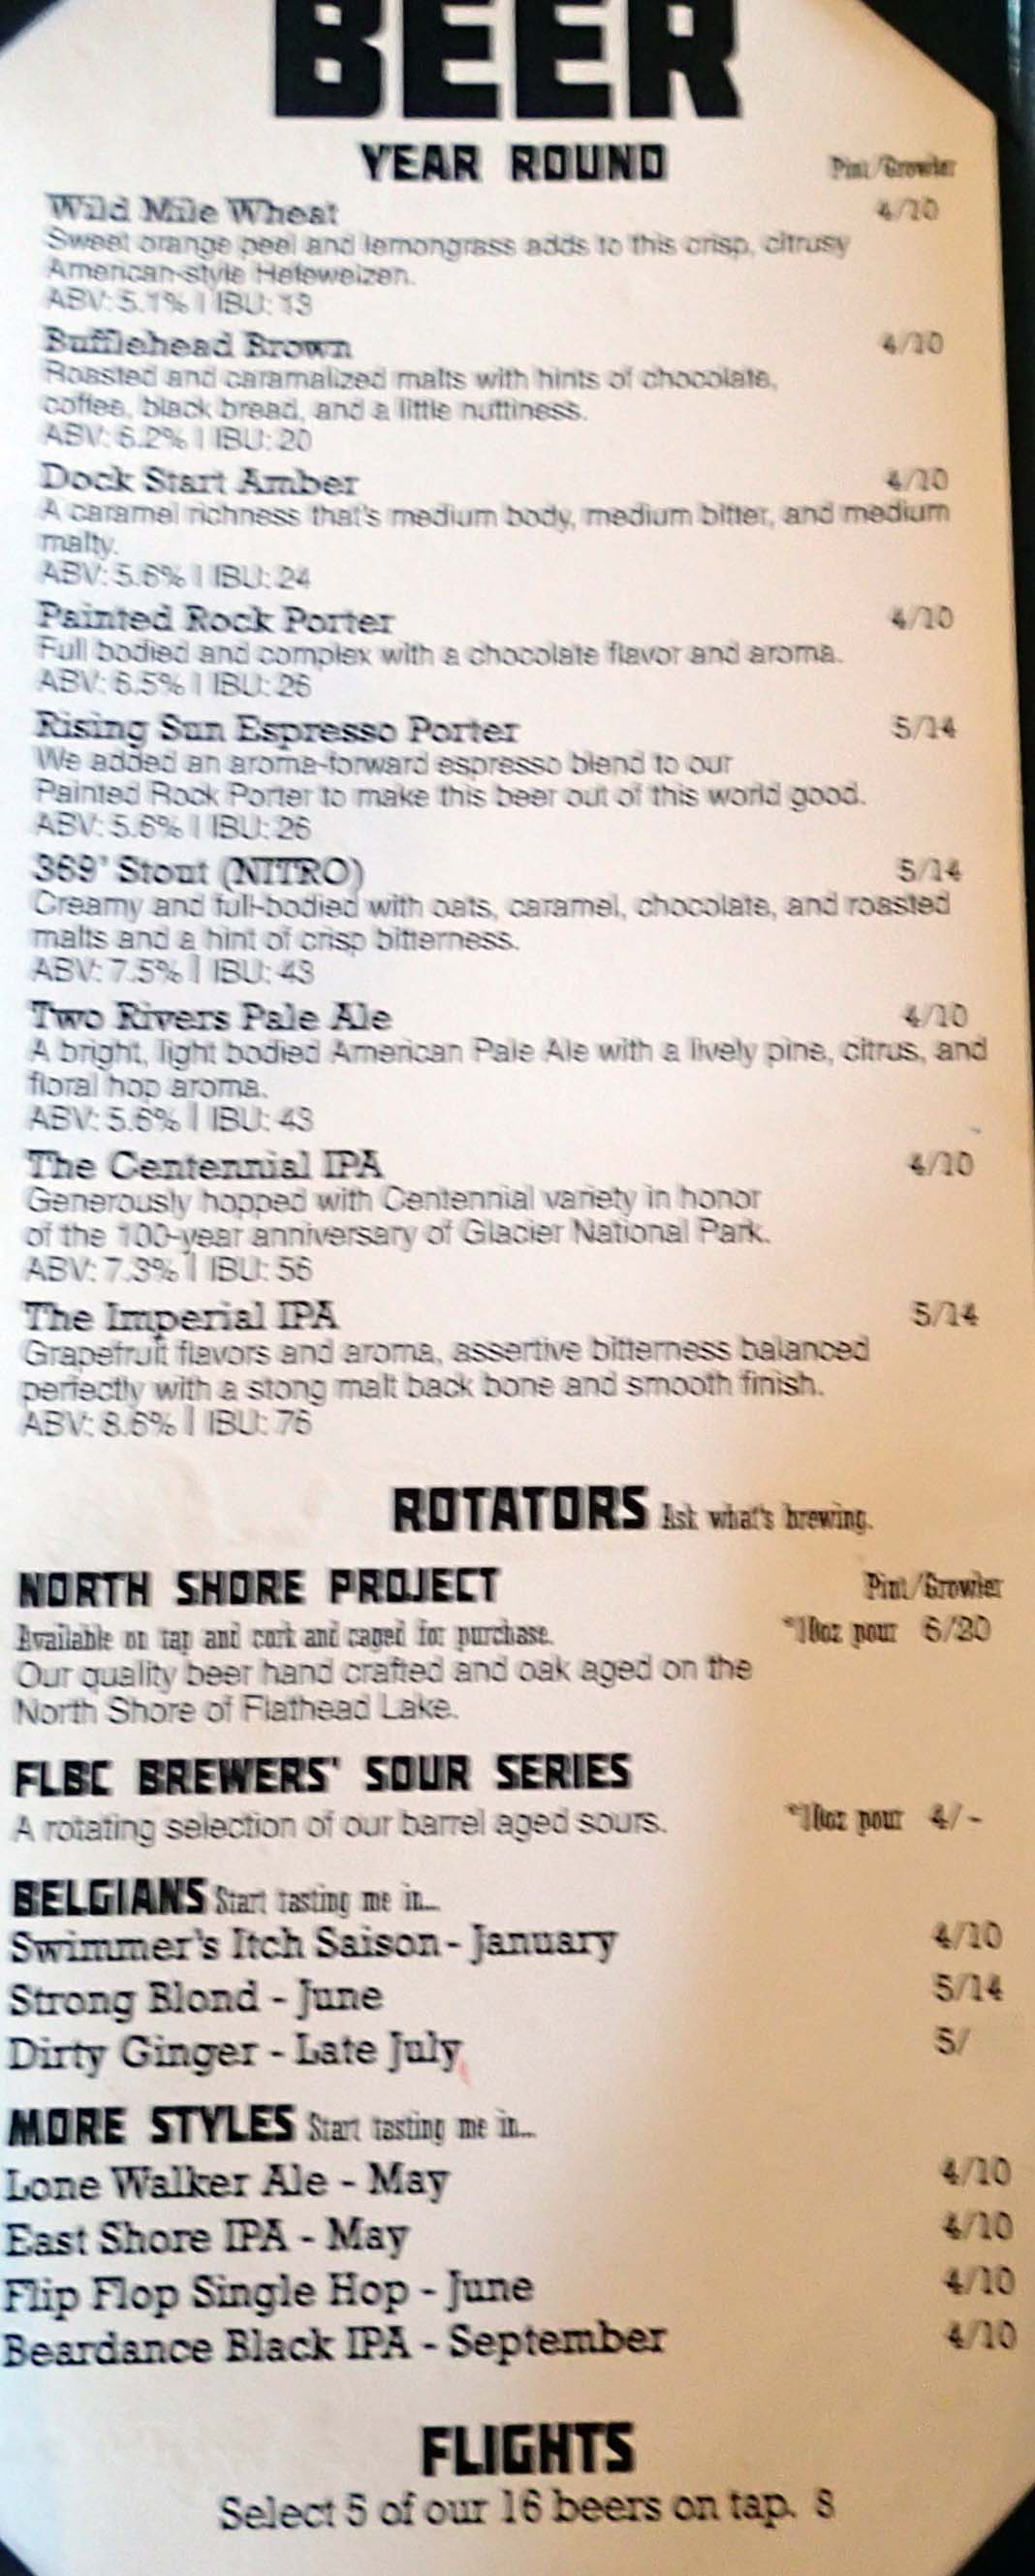 BEER
YEAR ROUND Pint/Growler
Wild Mile Wheat 4/10
Sweet orange peel and lemongrass adds to this crisp, citrusy
American-style Hefeweizen.
ABV: 5.1% | IBU: 13
Bufflehead Brown 4/10
Roasted and caramalized malts with hints of chocolate,
coffee, black bread, and a little nuttiness.
ABV: 6.2% | IBU: 20
Dock Start Amber 4/10
A caramel richness that's medium body, medium bitter, and medium
malty.
ABV: 5.6% | IBU: 24
Painted Rock Porter 4/10
Full bodied and complex with a chocolate flavor and aroma.
ABV: 6.5% | IBU: 26
Rising Sun Espresso Porter 5/14
We added an aroma-forward espresso blend to our
Painted Rock Porter to make this beer out of this world good.
ABV: 5.6% | IBU: 26
369' Stout (NITRO) 5/14
Creamy and full-bodied with oats, caramel, chocolate, and roasted
malts and a hint of crisp bitterness.
ABV: 7.5% | IBU: 43
Two Rivers Pale Ale 4/10
A bright, light bodied American Pale Ale with a lively pine, citrus, and
floral hop aroma.
ABV: 5.6% | IBU: 43
The Centennial IPA 4/10
Generously hopped with Centennial variety in honor
of the 100-year anniversary of Glacier National Park.
ABV: 7.3% | IBU: 56
The Imperial IPA 5/14
Grapefruit flavors and aroma, assertive bitterness balanced
perfectly with a stong malt back bone and smooth finish.
ABV: 8.6% | IBU: 76
ROTATORS Ask what's brewing.
NORTH SHORE PROJECT Pint/Growler
Available on tap and cork and caged for purchase. *10oz pour 6/20
Our quality beer hand crafted and oak aged on the
North Shore of Flathead Lake.
FLBC BREWERS' SOUR SERIES
A rotating selection of our barrel aged sours. *10oz pour 4/-
BELGIANS Start tasting me in...
Swimmer's Itch Saison - January 4/10
Strong Blond - June 5/14
Dirty Ginger - Late July 5/
MORE STYLES Start tasting me in...
Lone Walker Ale - May 4/10
East Shore IPA - May 4/10
Flip Flop Single Hop - June 4/10
Beardance Black IPA - September 4/10
FLIGHTS
Select 5 of our 16 beers on tap. 8